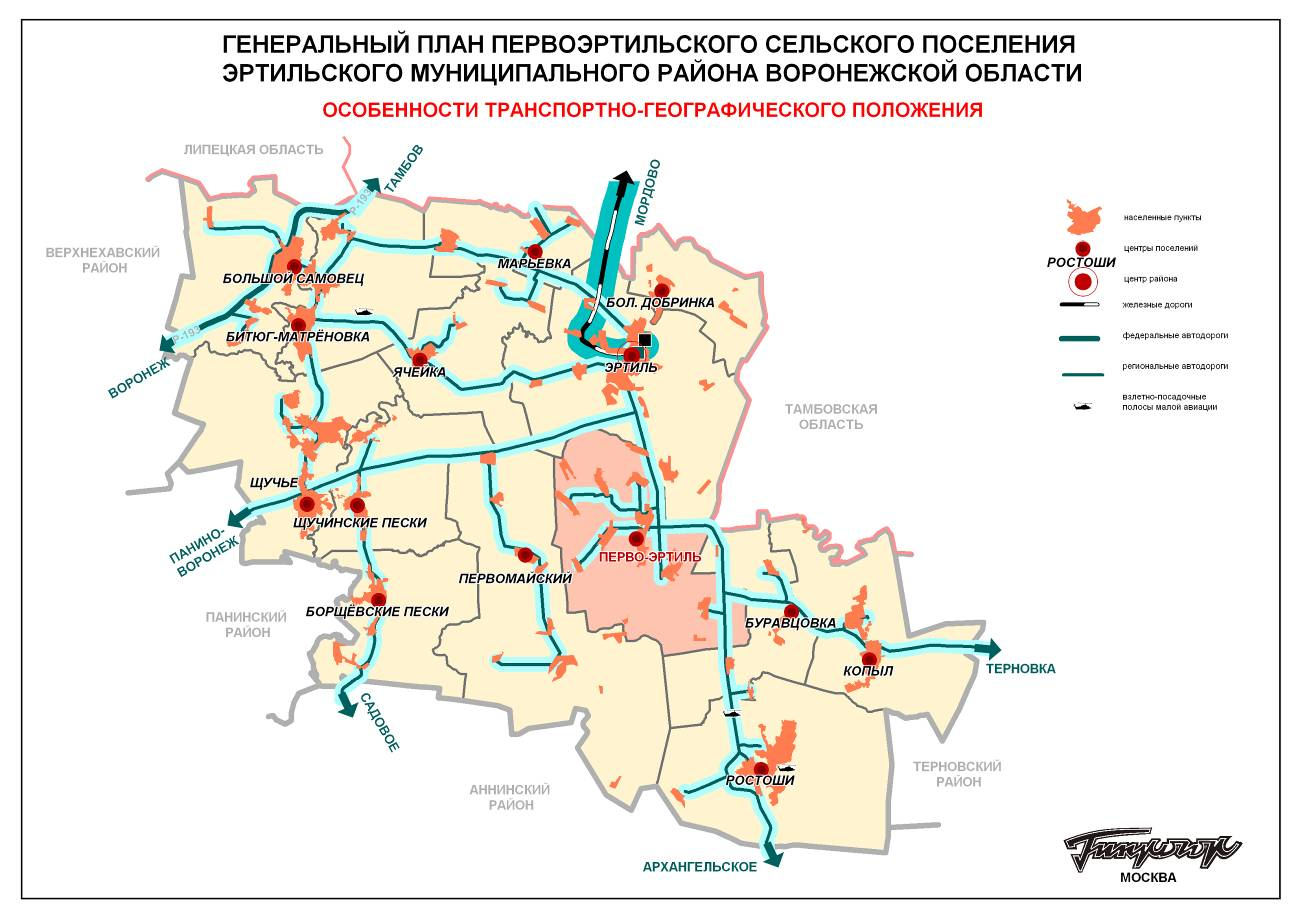 ГЕНЕРАЛЬНЫЙ ПЛАН ПЕРВОЭРТИЛЬСКОГО СЕЛЬСКОГО ПОСЕЛЕНИЯ
ЭРТИЛЬСКОГО МУНИЦИПАЛЬНОГО РАЙОНА ВОРОНЕЖСКОЙ ОБЛАСТИ
ОСОБЕННОСТИ ТРАНСПОРТНО-ГЕОГРАФИЧЕСКОГО ПОЛОЖЕНИЯ
ЛИПЕЦКАЯ ОБЛАСТЬ
ТАМБОВ
Р-193
МОРДОВО
ВЕРХНЕХАВСКИЙ
РАЙОН
БОЛЬШОЙ САМОВЕЦ
МАРЬЕВКА
БОЛ. ДОБРИНКА
Р-193
БИТЮГ-МАТРЁНОВКА
ВОРОНЕЖ
ЯЧЕЙКА
ЭРТИЛЬ
ТАМБОВСКАЯ
ОБЛАСТЬ
ЩУЧЬЕ
ЩУЧИНСКИЕ ПЕСКИ
ПАНИНО-
ВОРОНЕЖ
ПЕРВО-ЭРТИЛЬ
ПЕРВОМАЙСКИЙ
ПАНИНСКИЙ
РАЙОН
БОРЩЁВСКИЕ ПЕСКИ
БУРАВЦОВКА
КОПЫЛ
ТЕРНОВКА
САДОВОЕ
АННИНСКИЙ
РАЙОН
РОСТОШИ
ТЕРНОВСКИЙ
РАЙОН
АРХАНГЕЛЬСКОЕ
населенные пункты
центры поселений
РОСТОШИ
центр района
железные дороги
федеральные автодороги
региональные автодороги
взлетно-посадочные
полосы малой авиации
Гипрогор
МОСКВА